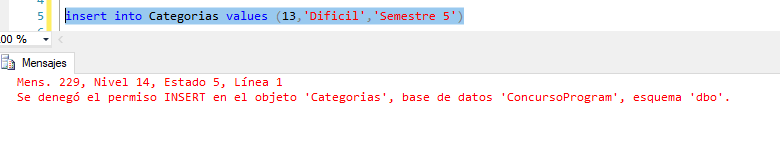 5
insert into Categorias values (13,'Dificil','Semestre 5')
00 %
Mensajes
Mens. 229, Nivel 14, Estado 5, Línea 1
Se denegó el permiso INSERT en el objeto 'Categorias', base de datos 'ConcursoProgram', esquema 'dbo'.